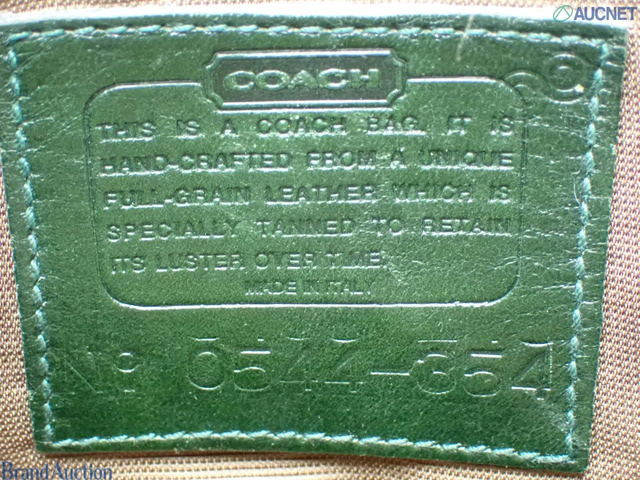 AUCNET
COACH
THIS IS A COACH BAG. IT IS
HAND-CRAFTED FROM A UNIQUE
FULL-GRAIN LEATHER WHICH IS
SPECIALLY TANNED TO RETAIN
ITS LUSTER OVER TIME.
MADE IN ITALY
No 0544-354
Brand Auction